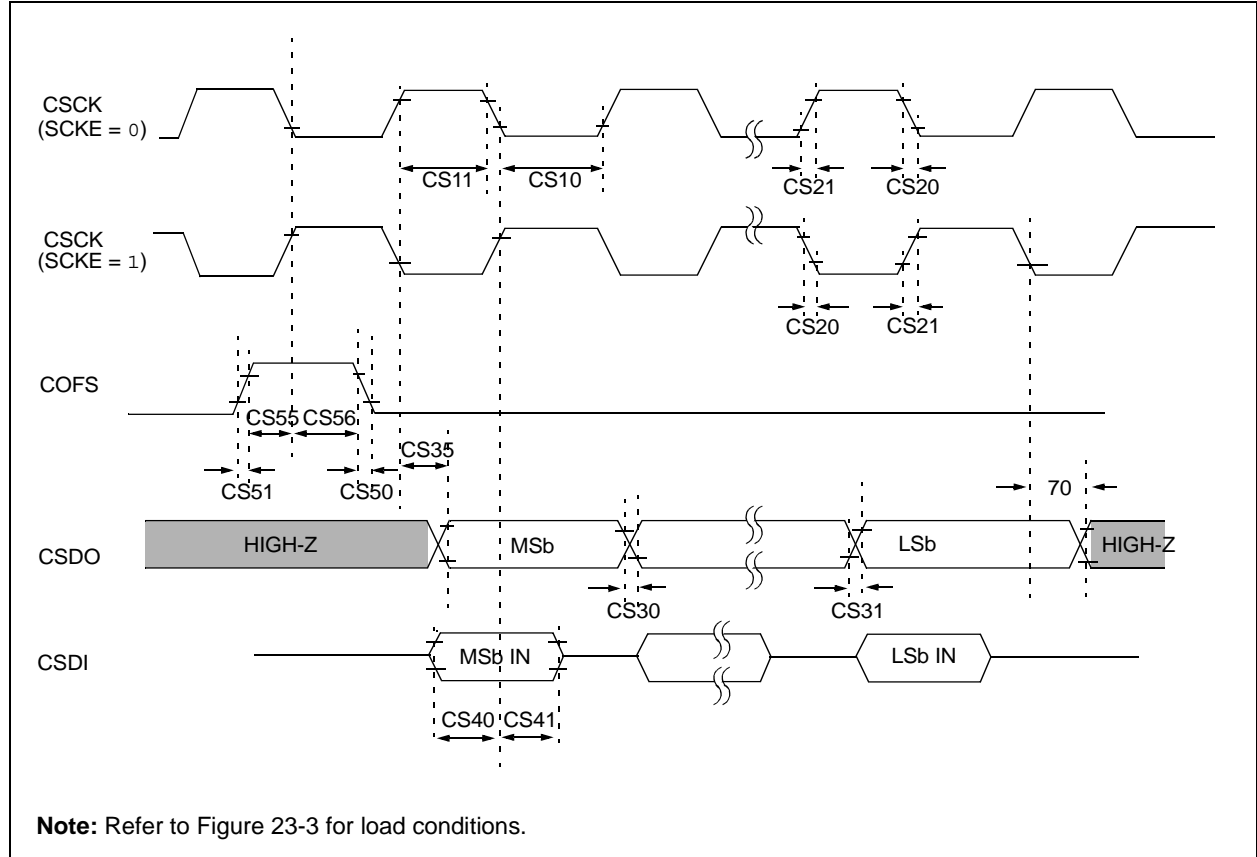 CSCK
(SCKE = 0)
CS11
CS10
CS21
CS20
CSCK
(SCKE = 1)
CS20
CS21
COFS
CS55
CS56
CS35
CS51
CS50
70
CSDO
HIGH-Z
MSb
LSb
HIGH-Z
CS30
CS31
CSDI
MSb IN
LSb IN
CS40
CS41
Note: Refer to Figure 23-3 for load conditions.